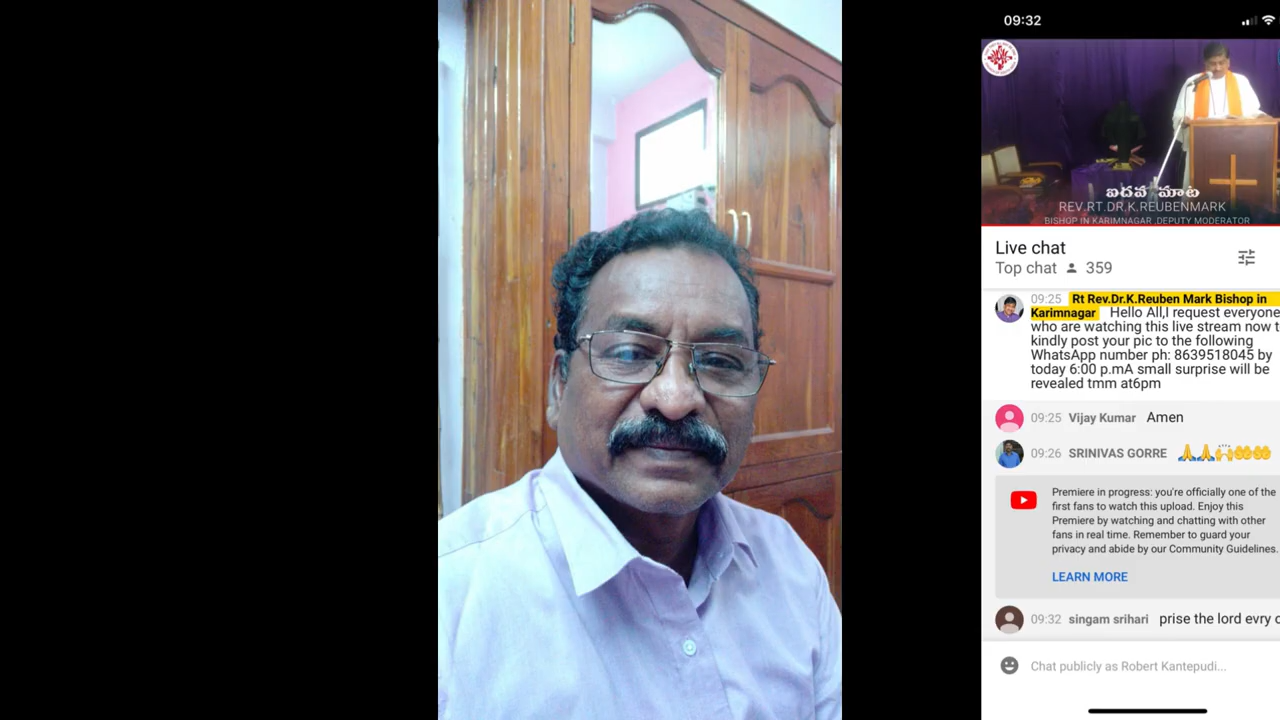 09:32
ఐదవ మాట
REV.RT.DR.K.REUBENMARK
BISHOP IN KARIMNAGAR ,DEPUTY MODERATOR
Live chat
Top chat 359
09:25 Rt Rev.Dr.K.Reuben Mark Bishop in
Karimnagar Hello All,I request everyone
who are watching this live stream now t
kindly post your pic to the following
WhatsApp number ph: 8639518045 by
today 6:00 p.mA small surprise will be
revealed tmm at6pm
09:25 Vijay Kumar Amen
09:26 SRINIVAS GORRE 🙏🙏🙌🤲🤲
Premiere in progress: you're officially one of the
first fans to watch this upload. Enjoy this
Premiere by watching and chatting with other
fans in real time. Remember to guard your
privacy and abide by our Community Guidelines.
LEARN MORE
09:32 singam srihari prise the lord evry
Chat publicly as Robert Kantepudi...